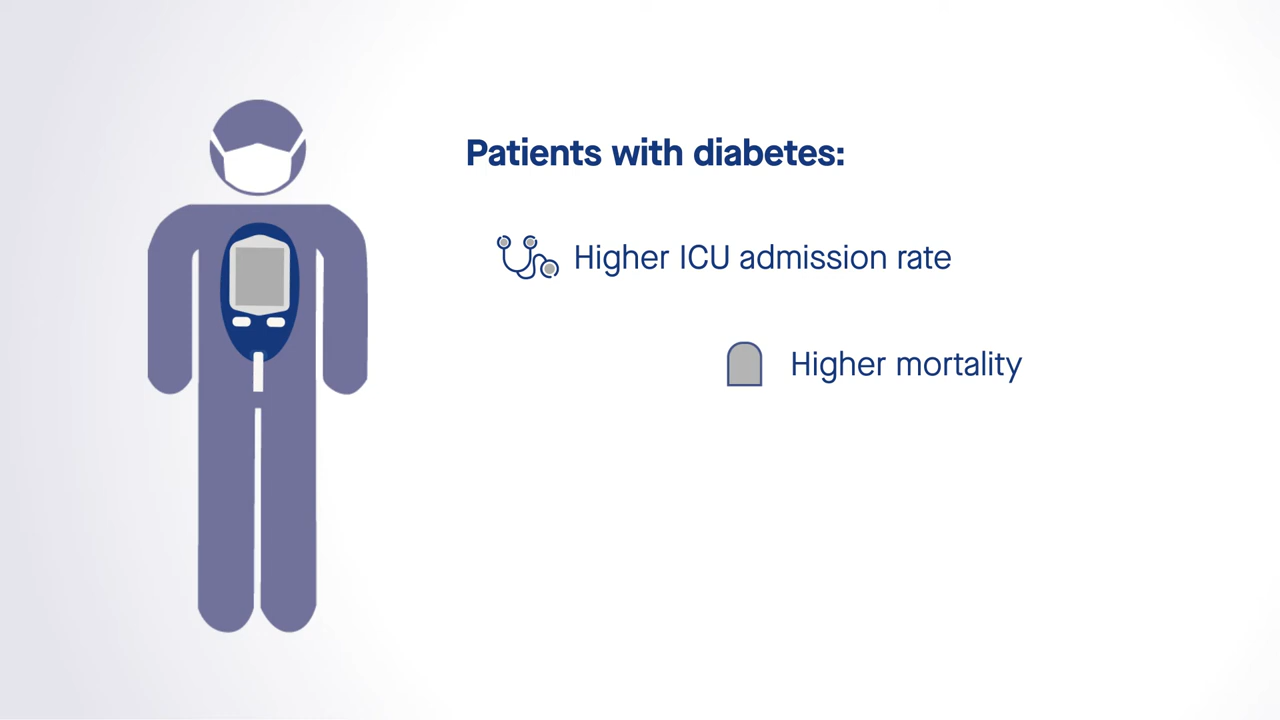 Patients with diabetes:
Higher ICU admission rate
Higher mortality